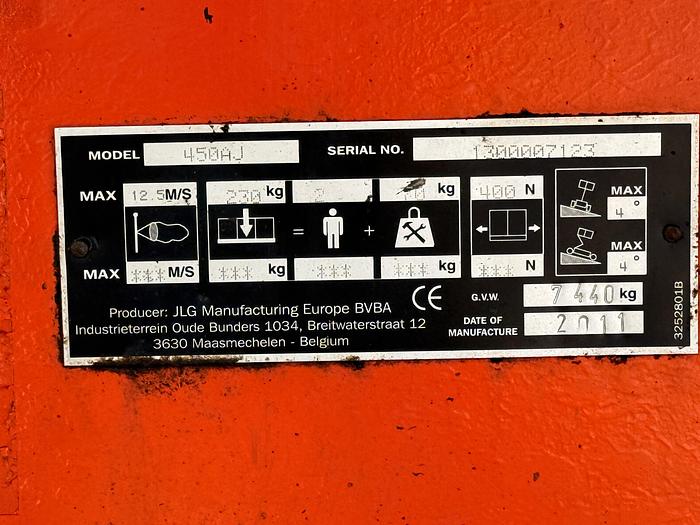 MODEL 450AJ SERIAL NO. 1300007123
MAX 12.5 M/S 230 kg 2 kg 400 N MAX 4°
= +
MAX *** M/S *** kg *** *** kg *** N MAX 4°
Producer: JLG Manufacturing Europe BVBA
Industrieterrein Oude Bunders 1034, Breitwaterstraat 12
3630 Maasmechelen - Belgium
CE
G.V.W. 7440 kg
DATE OF MANUFACTURE 2011
3252801B